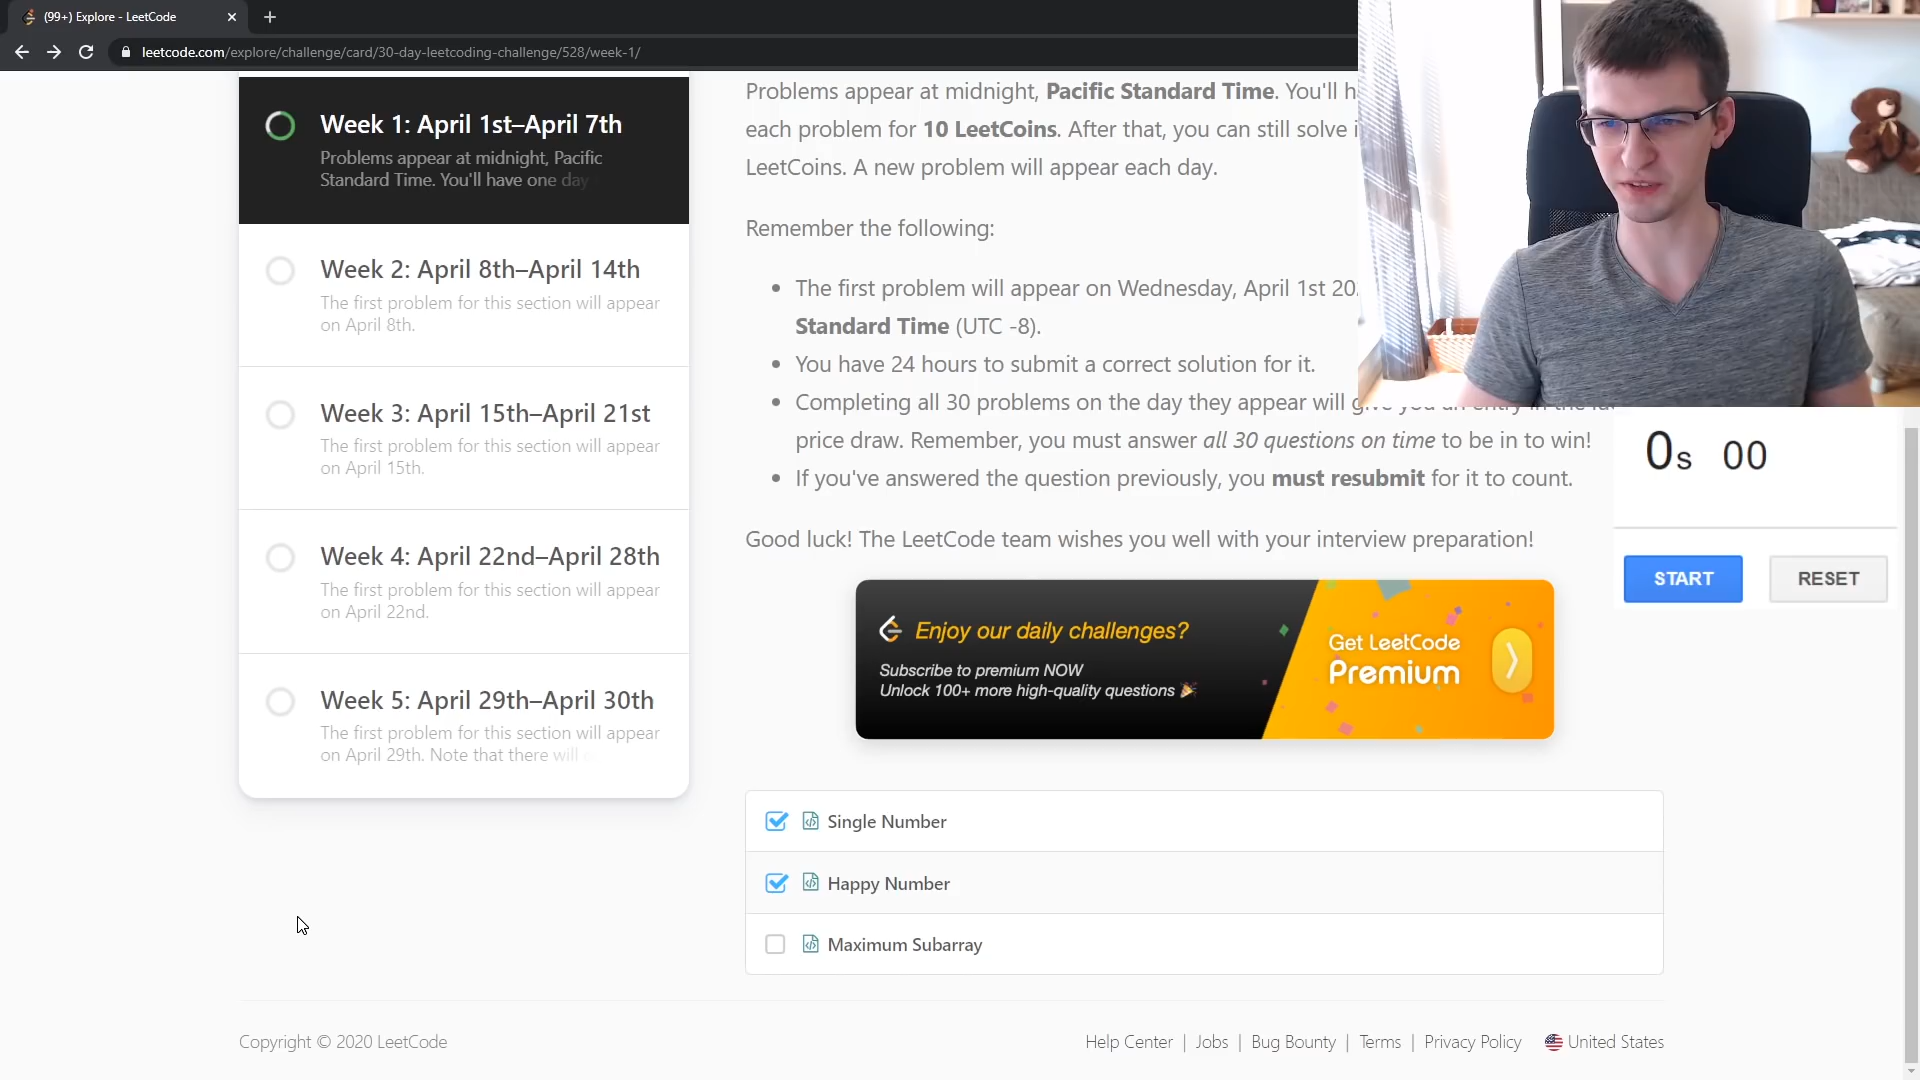 (99+) Explore - LeetCode
leetcode.com/explore/challenge/card/30-day-leetcoding-challenge/528/week-1/
Week 1: April 1st–April 7th
Problems appear at midnight, Pacific
Standard Time. You'll have one day
Week 2: April 8th–April 14th
The first problem for this section will appear
on April 8th.
Week 3: April 15th–April 21st
The first problem for this section will appear
on April 15th.
Week 4: April 22nd–April 28th
The first problem for this section will appear
on April 22nd.
Week 5: April 29th–April 30th
The first problem for this section will appear
on April 29th. Note that there will
Problems appear at midnight, Pacific Standard Time. You'll h
each problem for 10 LeetCoins. After that, you can still solve i
LeetCoins. A new problem will appear each day.
Remember the following:
The first problem will appear on Wednesday, April 1st 20
Standard Time (UTC -8).
You have 24 hours to submit a correct solution for it.
Completing all 30 problems on the day they appear will give you an entry in the
price draw. Remember, you must answer all 30 questions on time to be in to win!
If you've answered the question previously, you must resubmit for it to count.
Good luck! The LeetCode team wishes you well with your interview preparation!
Enjoy our daily challenges?
Subscribe to premium NOW
Unlock 100+ more high-quality questions
Get LeetCode
Premium
Single Number
Happy Number
Maximum Subarray
0s 00
START RESET
Copyright © 2020 LeetCode
Help Center | Jobs | Bug Bounty | Terms | Privacy Policy United States